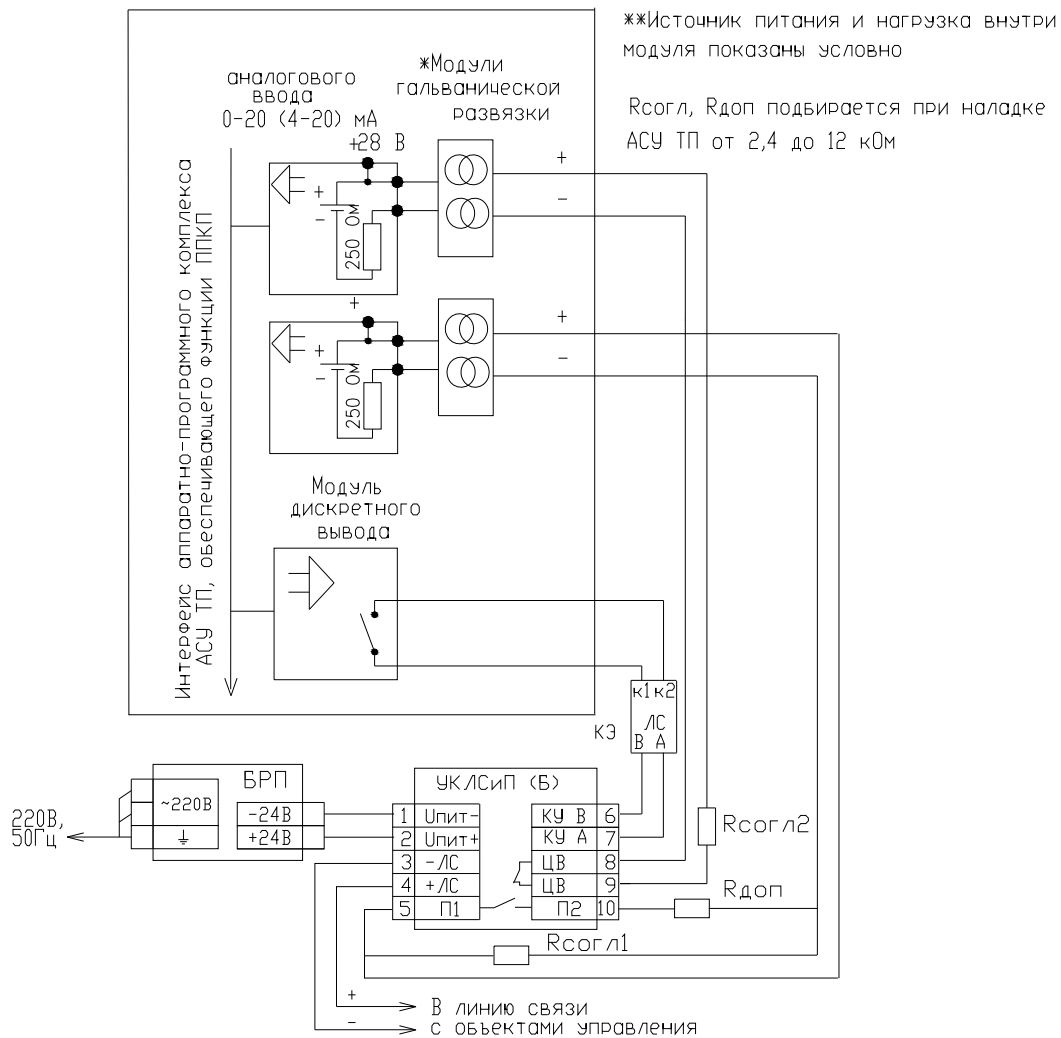 **Источник питания и нагрузка внутри
модуля показаны условно
Rсогл, Rдоп подбирается при наладке
АСУ ТП от 2,4 до 12 кОм
аналогового
ввода
0-20 (4-20) мА
+28 В
*Модули
гальванической
развязки
+
-
+
-
250 Ом
+
+
-
+
-
250 Ом
Интерфейс аппаратно-программного комплекса
АСУ ТП, обеспечивающего функции ППКП
Модуль
дискретного
вывода
к1 к2
ЛС
В А
КЭ
БРП
~220В
-24В
+24В
220В,
50Гц
УКЛСиП (Б)
1 Uпит- КУ В 6
2 Uпит+ КУ А 7
3 -ЛС ЦВ 8
4 +ЛС ЦВ 9
5 П1 П2 10
Rсогл2
Rдоп
Rсогл1
+
-
В линию связи
с объектами управления